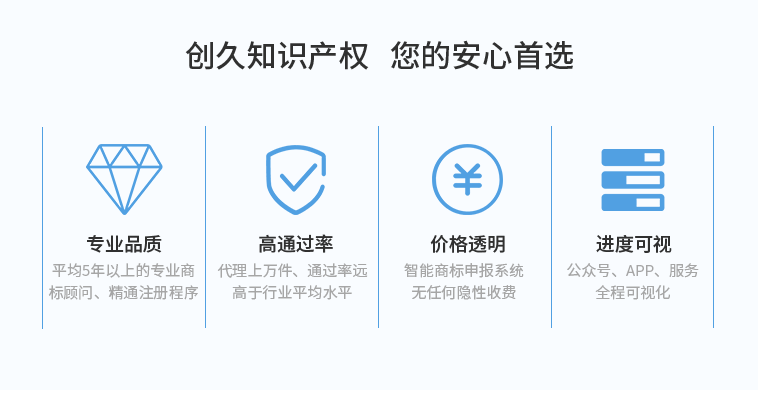 创久知识产权 您的安心首选
专业品质
平均5年以上的专业商
标顾问、精通注册程序
高通过率
代理上万件、通过率远
高于行业平均水平
价格透明
智能商标申报系统
无任何隐性收费
进度可视
公众号、APP、服务
全程可视化